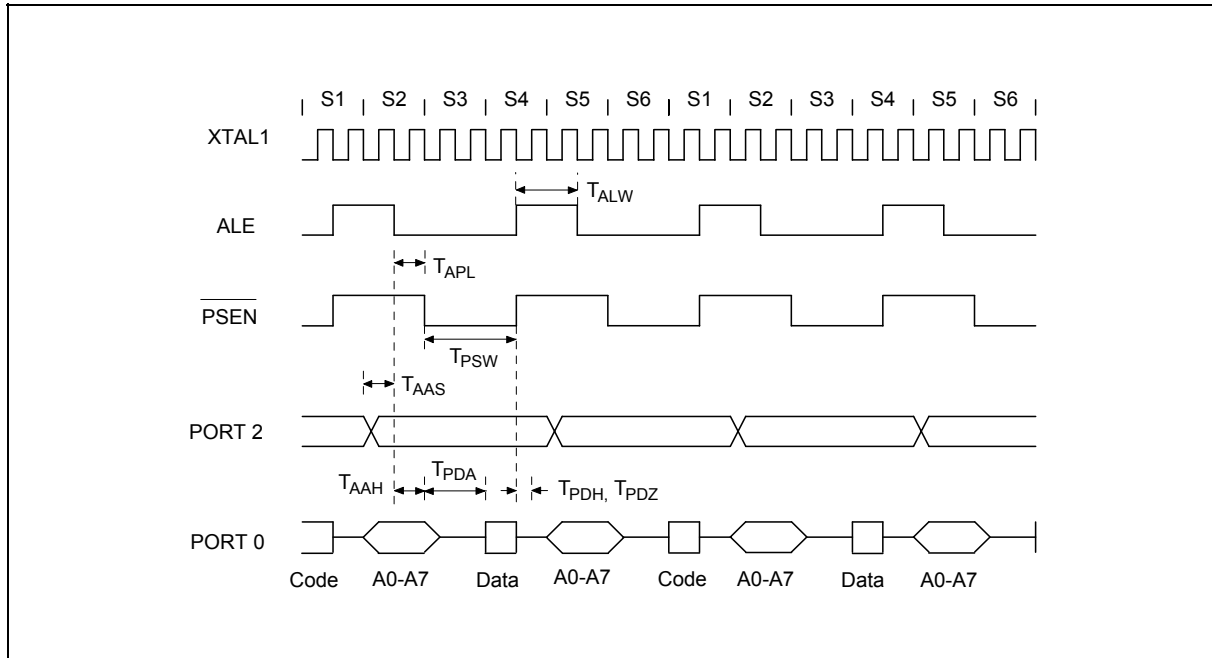 S1 S2 S3 S4 S5 S6 S1 S2 S3 S4 S5 S6
XTAL1
TALW
ALE
TAPL
PSEN
TPSW
TAAS
PORT 2
TAAH TPDA TPDH, TPDZ
PORT 0
Code A0-A7 Data A0-A7 Code A0-A7 Data A0-A7